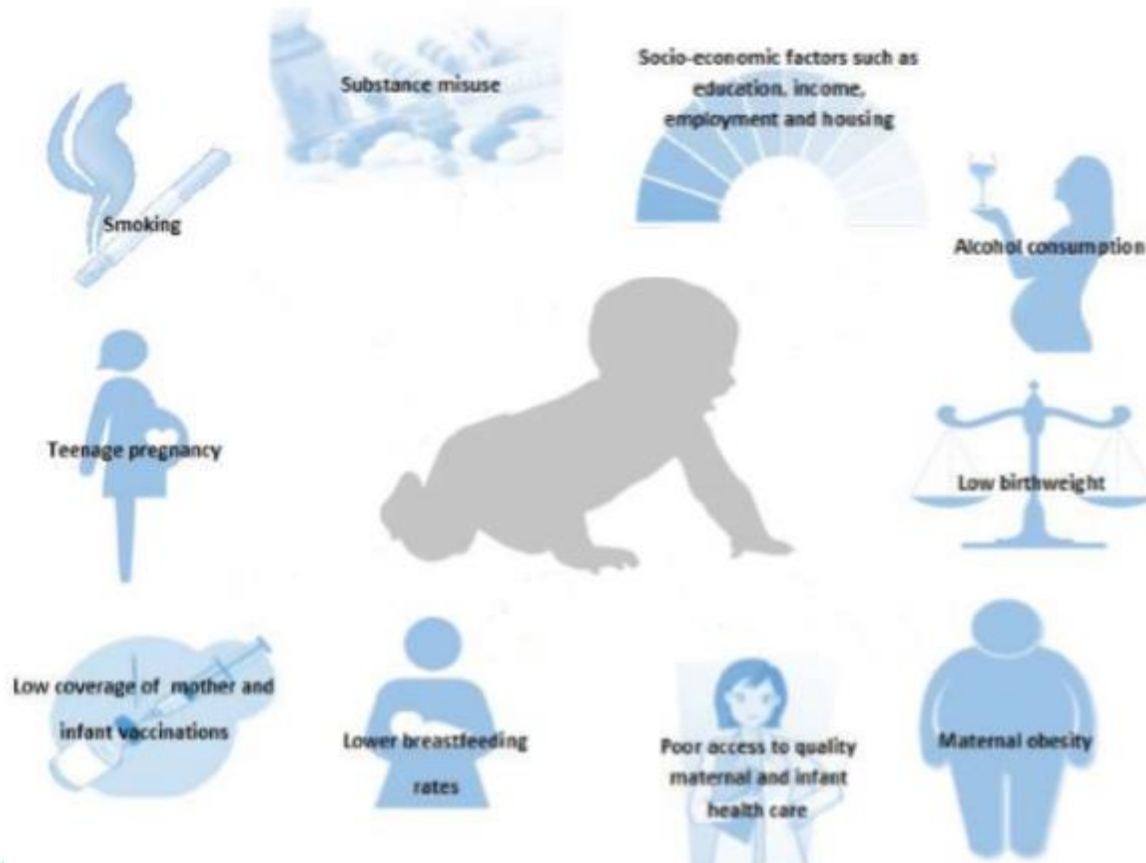 Substance misuse
Socio-economic factors such as
education, income,
employment and housing
Smoking
Alcohol consumption
Teenage pregnancy
Low birthweight
Low coverage of mother and
infant vaccinations
Lower breastfeeding
rates
Poor access to quality
maternal and infant
health care
Maternal obesity